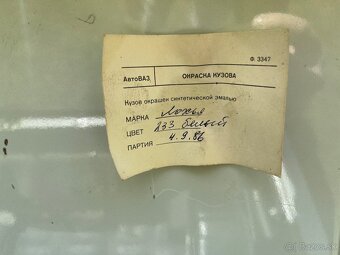 Ф. 3347
АвтоВАЗ ОКРАСКА КУЗОВА
Кузов окрашен синтетической эмалью
МАРКА
ЦВЕТ 233 белый
ПАРТИЯ 4.9.86